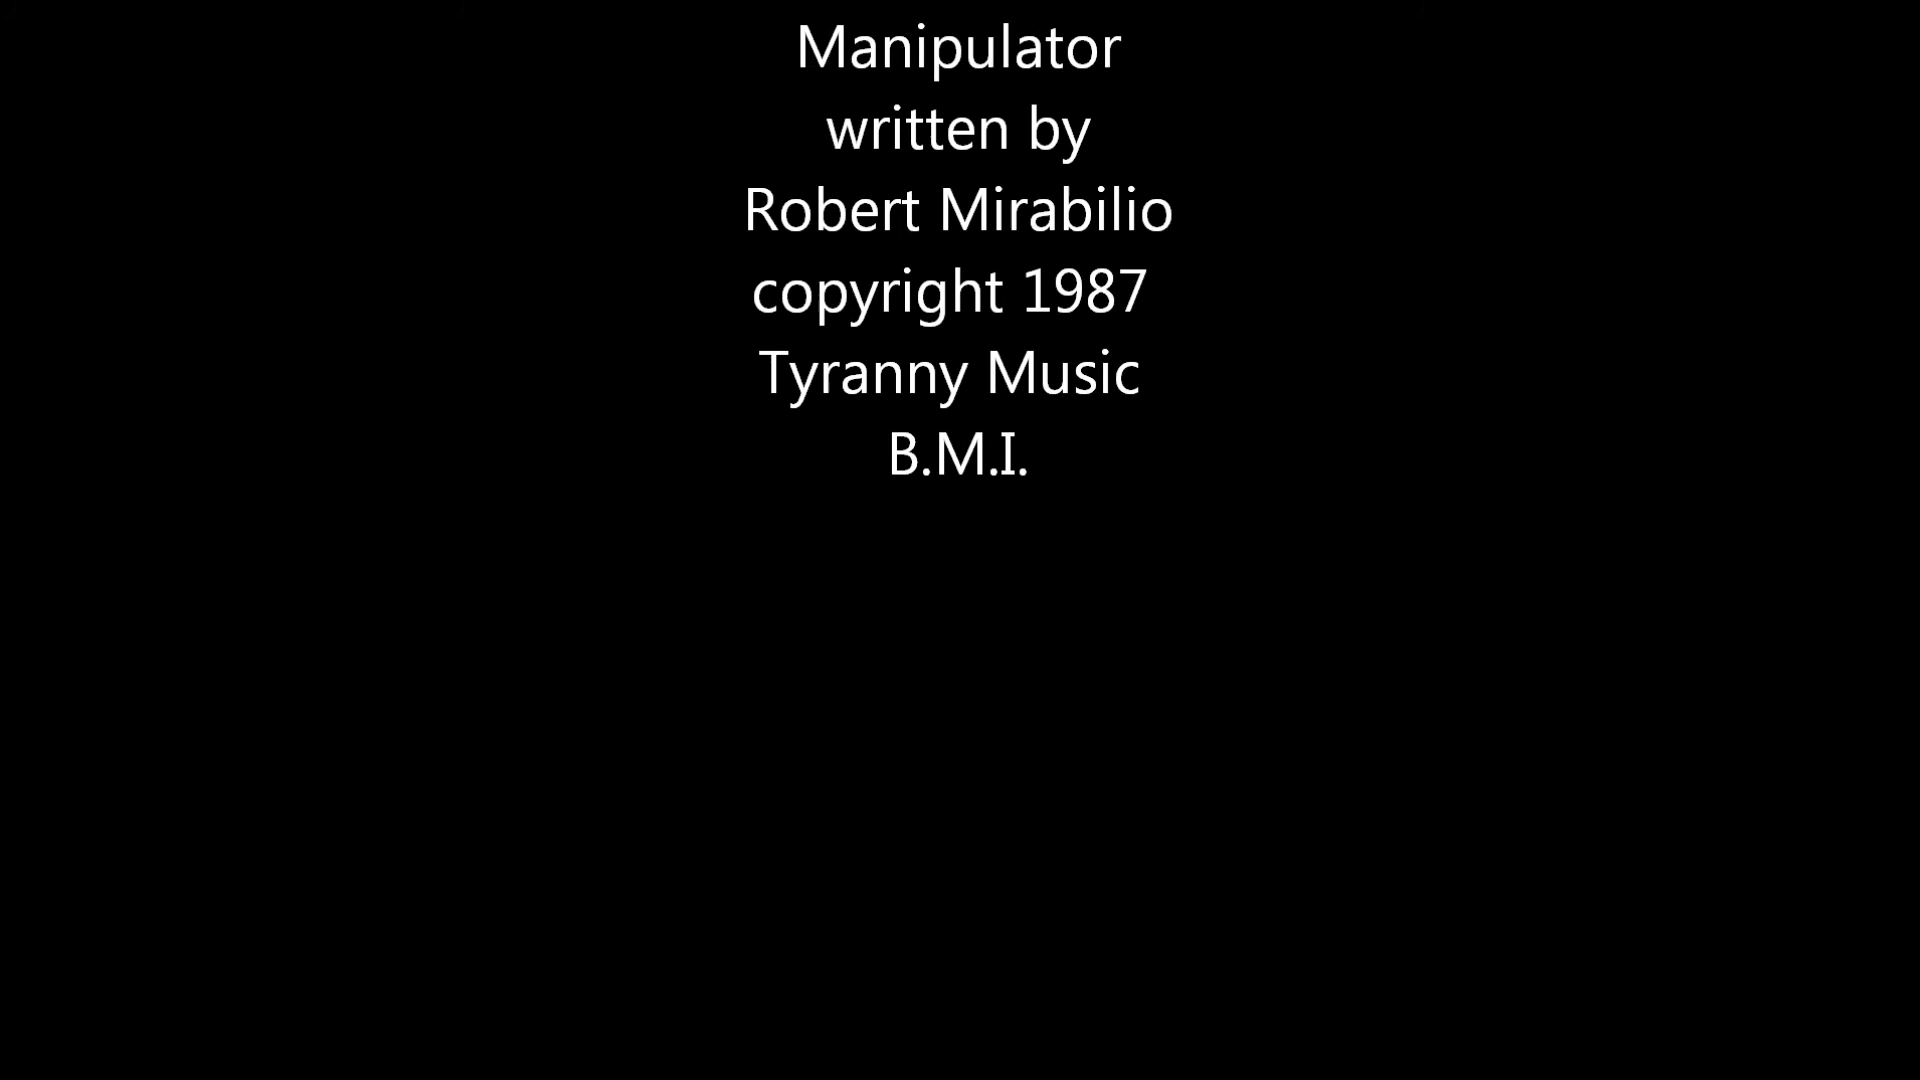 Manipulator
written by
Robert Mirabilio
copyright 1987
Tyranny Music
B.M.I.